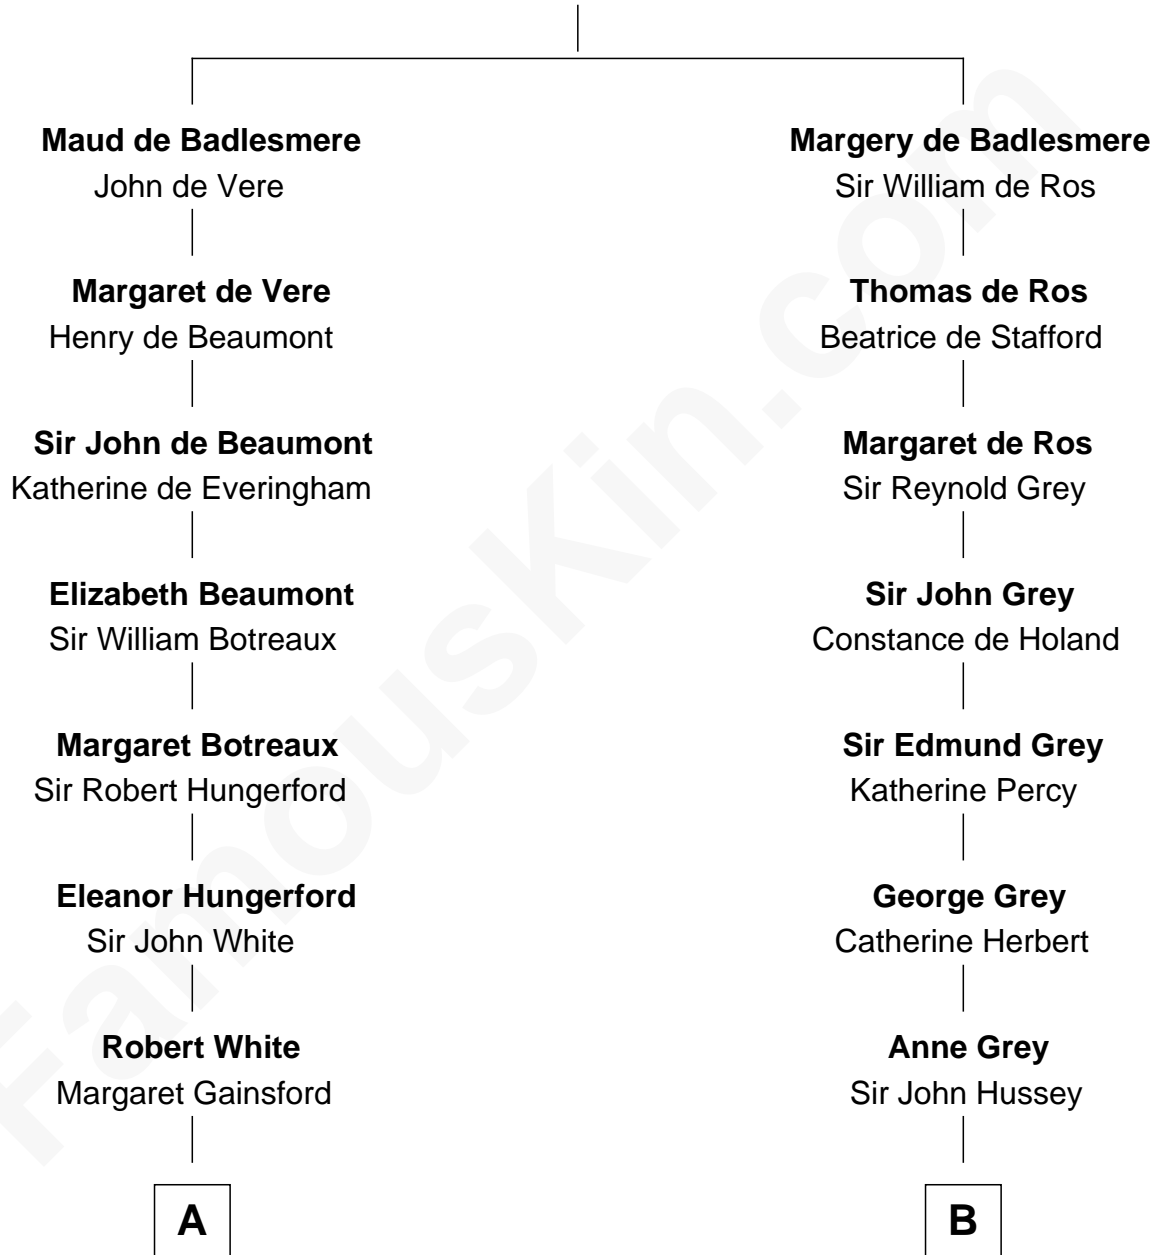 Maud de Badlesmere
John de Vere
Margaret de Vere
Henry de Beaumont
Sir John de Beaumont
Katherine de Everingham
Elizabeth Beaumont
Sir William Botreaux
Margaret Botreaux
Sir Robert Hungerford
Eleanor Hungerford
Sir John White
Robert White
Margaret Gainsford
A
Margery de Badlesmere
Sir William de Ros
Thomas de Ros
Beatrice de Stafford
Margaret de Ros
Sir Reynold Grey
Sir John Grey
Constance de Holand
Sir Edmund Grey
Katherine Percy
George Grey
Catherine Herbert
Anne Grey
Sir John Hussey
B
FamousKin.com